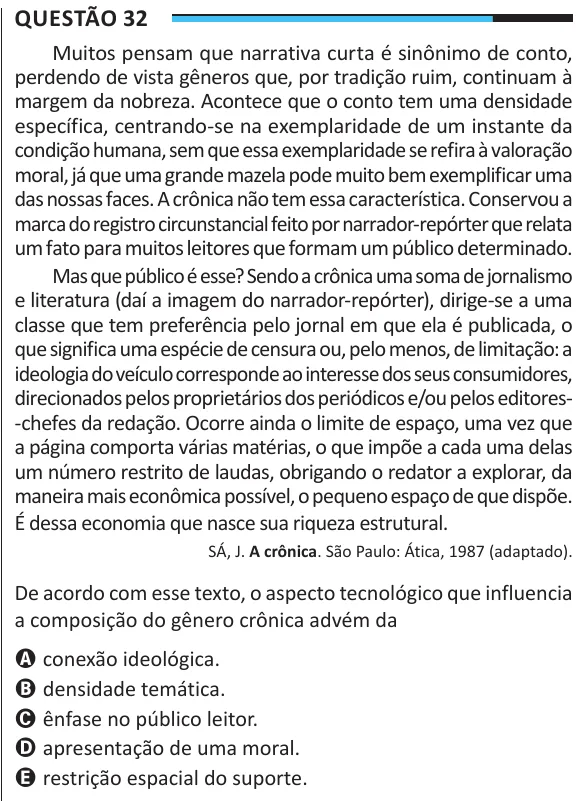 QUESTÃO 32
Muitos pensam que narrativa curta é sinônimo de conto,
perdendo de vista gêneros que, por tradição ruim, continuam à
margem da nobreza. Acontece que o conto tem uma densidade
específica, centrando-se na exemplaridade de um instante da
condição humana, sem que essa exemplaridade se refira à valoração
moral, já que uma grande mazela pode muito bem exemplificar uma
das nossas faces. A crônica não tem essa característica. Conservou a
marca do registro circunstancial feito por narrador-repórter que relata
um fato para muitos leitores que formam um público determinado.
Mas que público é esse? Sendo a crônica uma soma de jornalismo
e literatura (daí a imagem do narrador-repórter), dirige-se a uma
classe que tem preferência pelo jornal em que ela é publicada, o
que significa uma espécie de censura ou, pelo menos, de limitação: a
ideologia do veículo corresponde ao interesse dos seus consumidores,
direcionados pelos proprietários dos periódicos e/ou pelos editores-
-chefes da redação. Ocorre ainda o limite de espaço, uma vez que
a página comporta várias matérias, o que impõe a cada uma delas
um número restrito de laudas, obrigando o redator a explorar, da
maneira mais econômica possível, o pequeno espaço de que dispõe.
É dessa economia que nasce sua riqueza estrutural.
SÁ, J. A crônica. São Paulo: Ática, 1987 (adaptado).
De acordo com esse texto, o aspecto tecnológico que influencia
a composição do gênero crônica advém da
A conexão ideológica.
B densidade temática.
C ênfase no público leitor.
D apresentação de uma moral.
E restrição espacial do suporte.